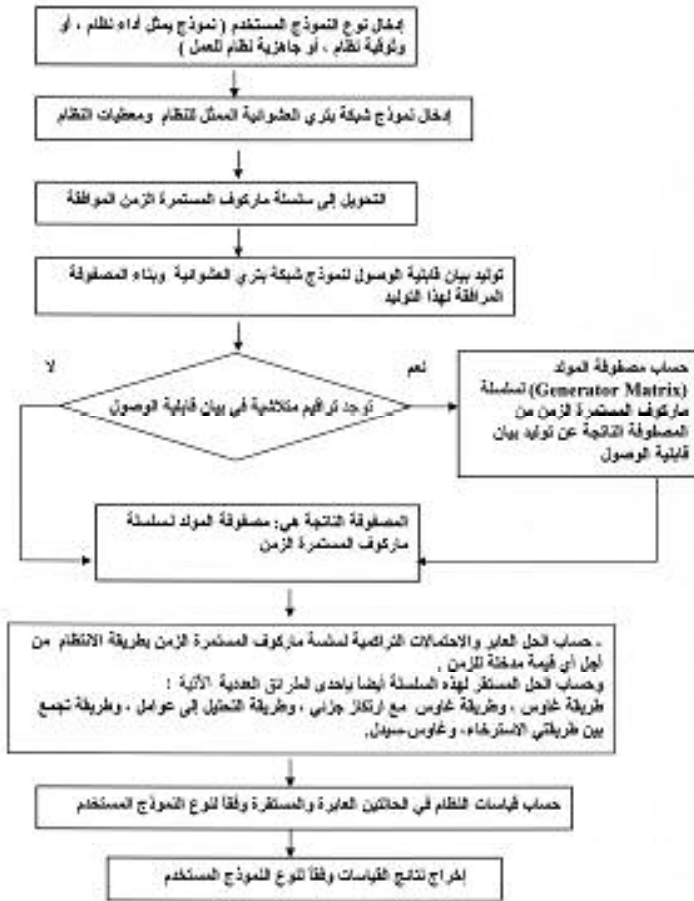 إدخال نوع النموذج المستخدم ( نموذج يمثل أداء نظام ، أو
وثوقية نظام ، أو جاهزية نظام للعمل )
إدخال نموذج شبكة بتري العشوائية الممثل للنظام ومعطيات النظام
التحويل إلى سلسلة ماركوف المستمرة الزمن الموافقة
توليد بيان قابلية الوصول لنموذج شبكة بتري العشوائية وبناء المصفوفة
المرافقة لهذا التوليد
لا
نعم
توجد تراقيم متلاشية في بيان قابلية الوصول
حساب مصفوفة المولد
(Generator Matrix) لسلسلة
ماركوف المستمرة الزمن من
المصفوفة الناتجة عن توليد بيان
قابلية الوصول
المصفوفة الناتجة هي: مصفوفة المولد لسلسلة
ماركوف المستمرة الزمن
- حساب الحل العابر والاحتمالات التراكمية لسلسلة ماركوف المستمرة الزمن بطريقة الانتظام من
أجل أي قيمة مدخلة للزمن .
وحساب الحل المستقر لهذه السلسلة أيضاً بإحدى الطرائق العددية الآتية :
طريقة غاوس ، وطريقة غاوس مع ارتكاز جزئي ، وطريقة التحليل إلى عوامل ، وطريقة تجمع
بين طريقتي الاسترخاء، وغاوس-سيدل.
حساب قياسات النظام في الحالتين العابرة والمستقرة وفقاً لنوع النموذج المستخدم
إخراج نتائج القياسات وفقاً لنوع النموذج المستخدم